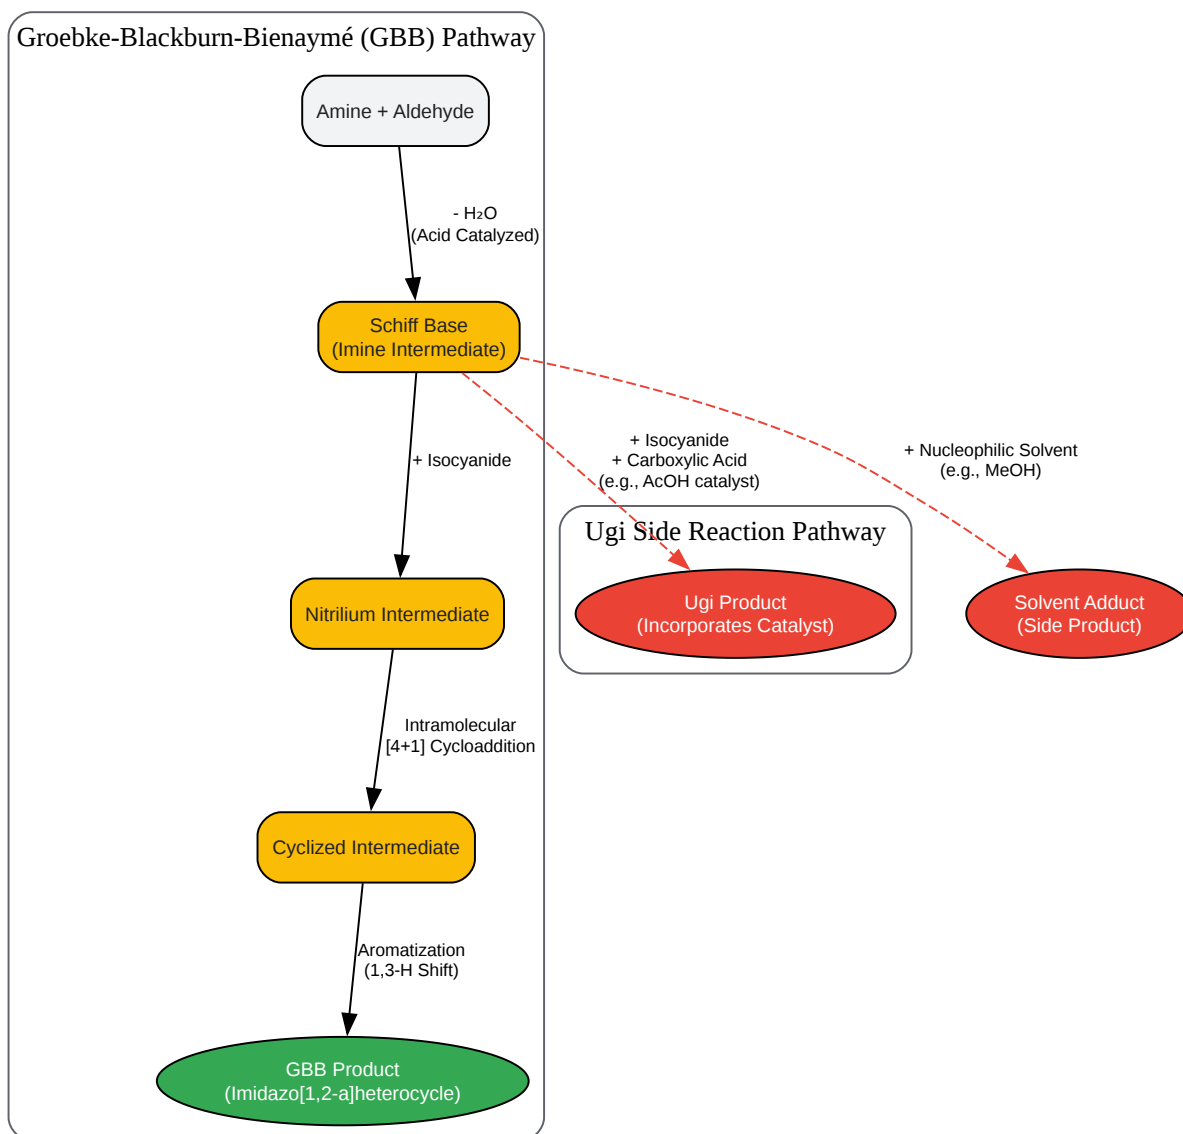 Groebke-Blackburn-Bienaymé (GBB) Pathway
Amine + Aldehyde
- H₂O
(Acid Catalyzed)
Schiff Base
(Imine Intermediate)
+ Isocyanide
+ Isocyanide
+ Carboxylic Acid
(e.g., AcOH catalyst)
+ Nucleophilic Solvent
(e.g., MeOH)
Ugi Side Reaction Pathway
Ugi Product
(Incorporates Catalyst)
Solvent Adduct
(Side Product)
Nitrilium Intermediate
Intramolecular
[4+1] Cycloaddition
Cyclized Intermediate
Aromatization
(1,3-H Shift)
GBB Product
(Imidazo[1,2-a]heterocycle)